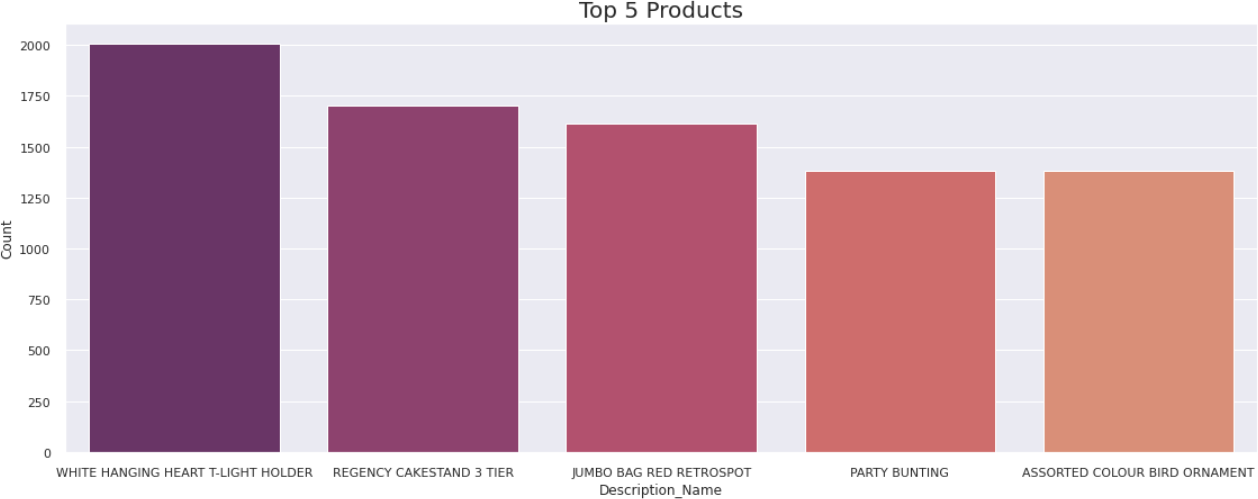 Top 5 Products
Count
2000
1750
1500
1250
1000
750
500
250
0
WHITE HANGING HEART T-LIGHT HOLDER
REGENCY CAKESTAND 3 TIER
JUMBO BAG RED RETROSPOT
PARTY BUNTING
ASSORTED COLOUR BIRD ORNAMENT
Description_Name